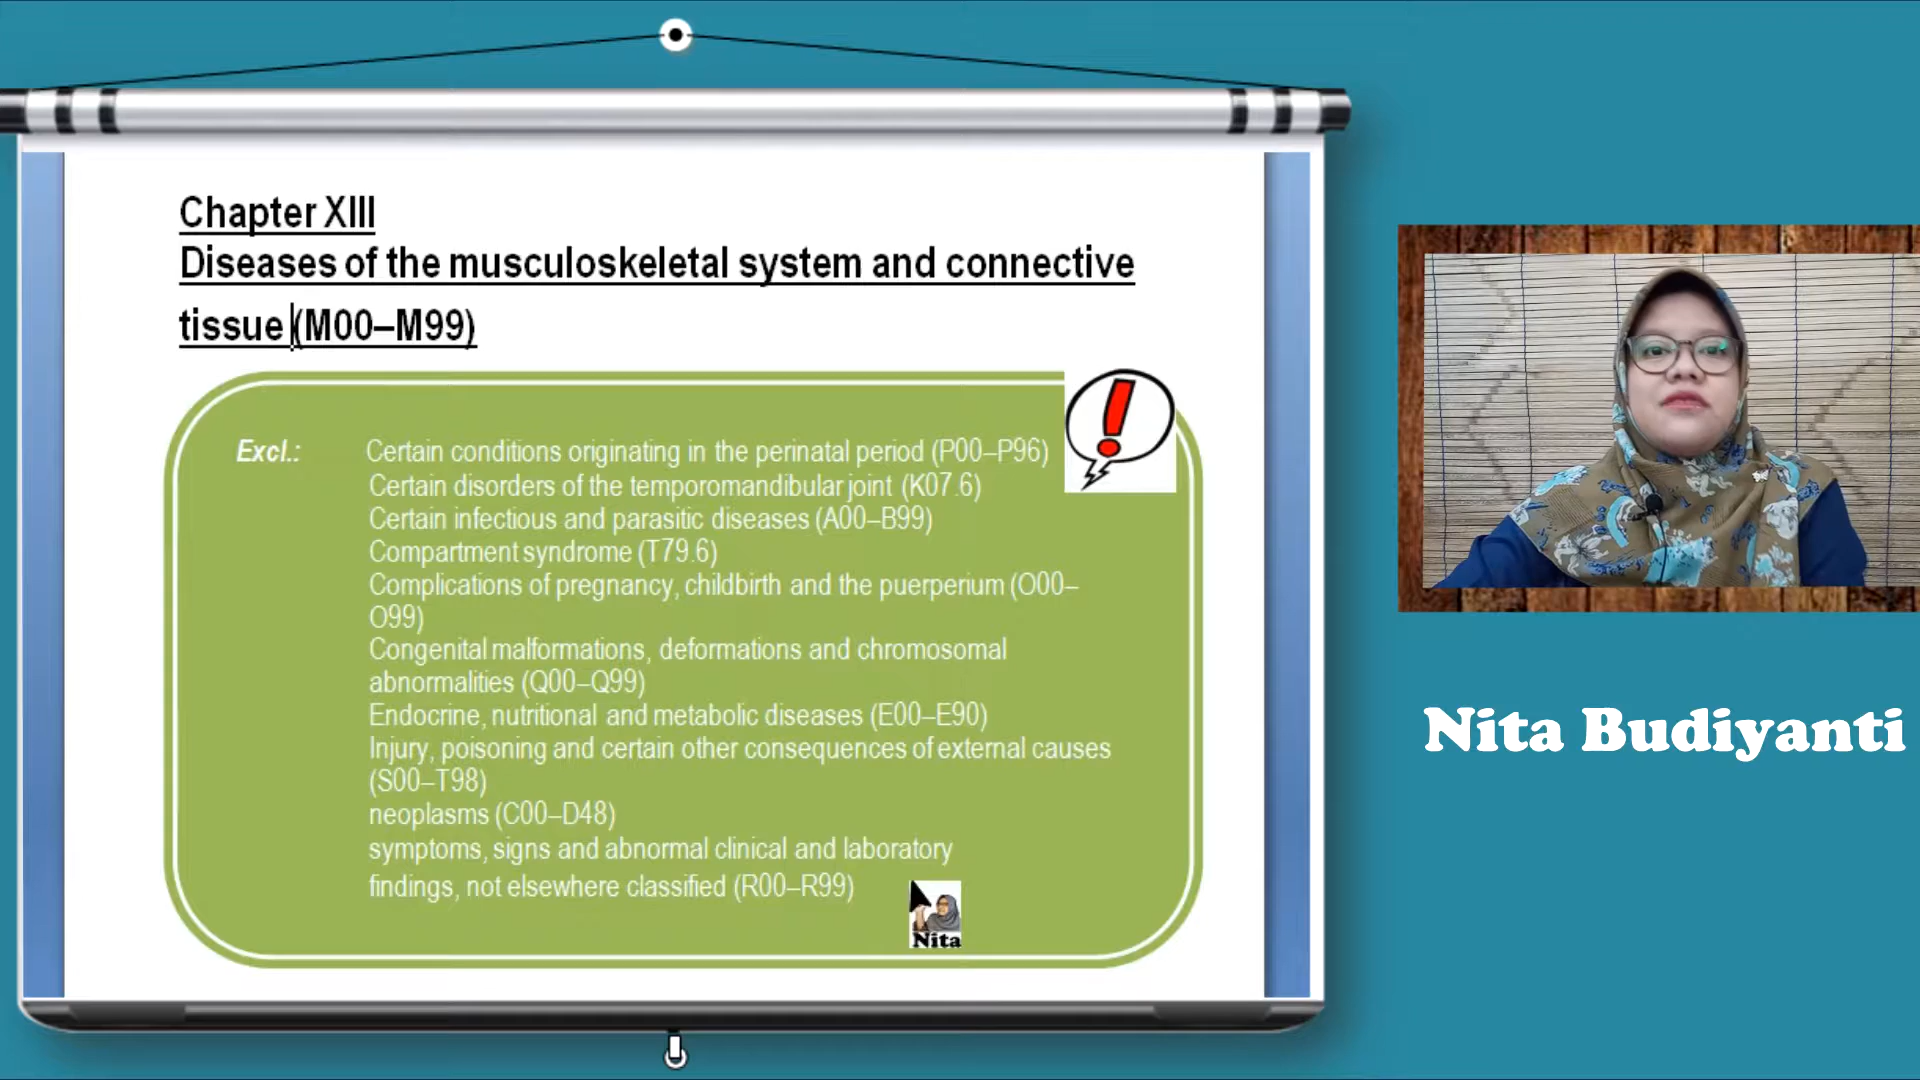 Chapter XIII
Diseases of the musculoskeletal system and connective
tissue (M00–M99)
Excl.: Certain conditions originating in the perinatal period (P00–P96)
Certain disorders of the temporomandibular joint (K07.6)
Certain infectious and parasitic diseases (A00–B99)
Compartment syndrome (T79.6)
Complications of pregnancy, childbirth and the puerperium (O00–
O99)
Congenital malformations, deformations and chromosomal
abnormalities (Q00–Q99)
Endocrine, nutritional and metabolic diseases (E00–E90)
Injury, poisoning and certain other consequences of external causes
(S00–T98)
neoplasms (C00–D48)
symptoms, signs and abnormal clinical and laboratory
findings, not elsewhere classified (R00–R99)
Nita
Nita Budiyanti